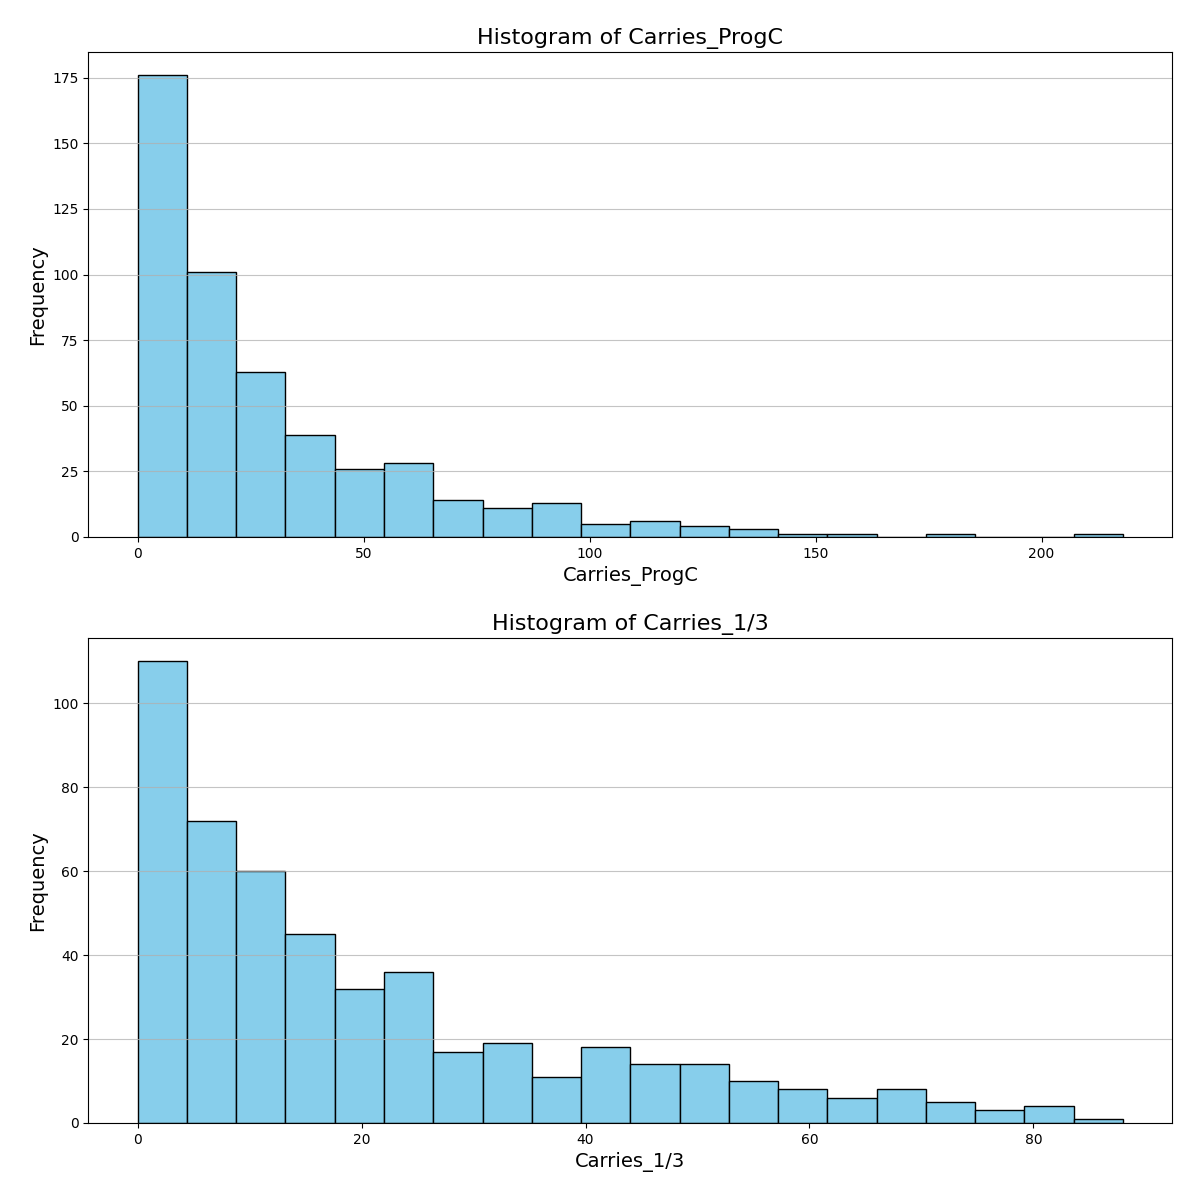 Histogram of Carries_ProgC
175
150
125
100
75
50
25
0
Frequency
0 50 100 150 200
Carries_ProgC
Histogram of Carries_1/3
100
80
60
40
20
0
Frequency
0 20 40 60 80
Carries_1/3